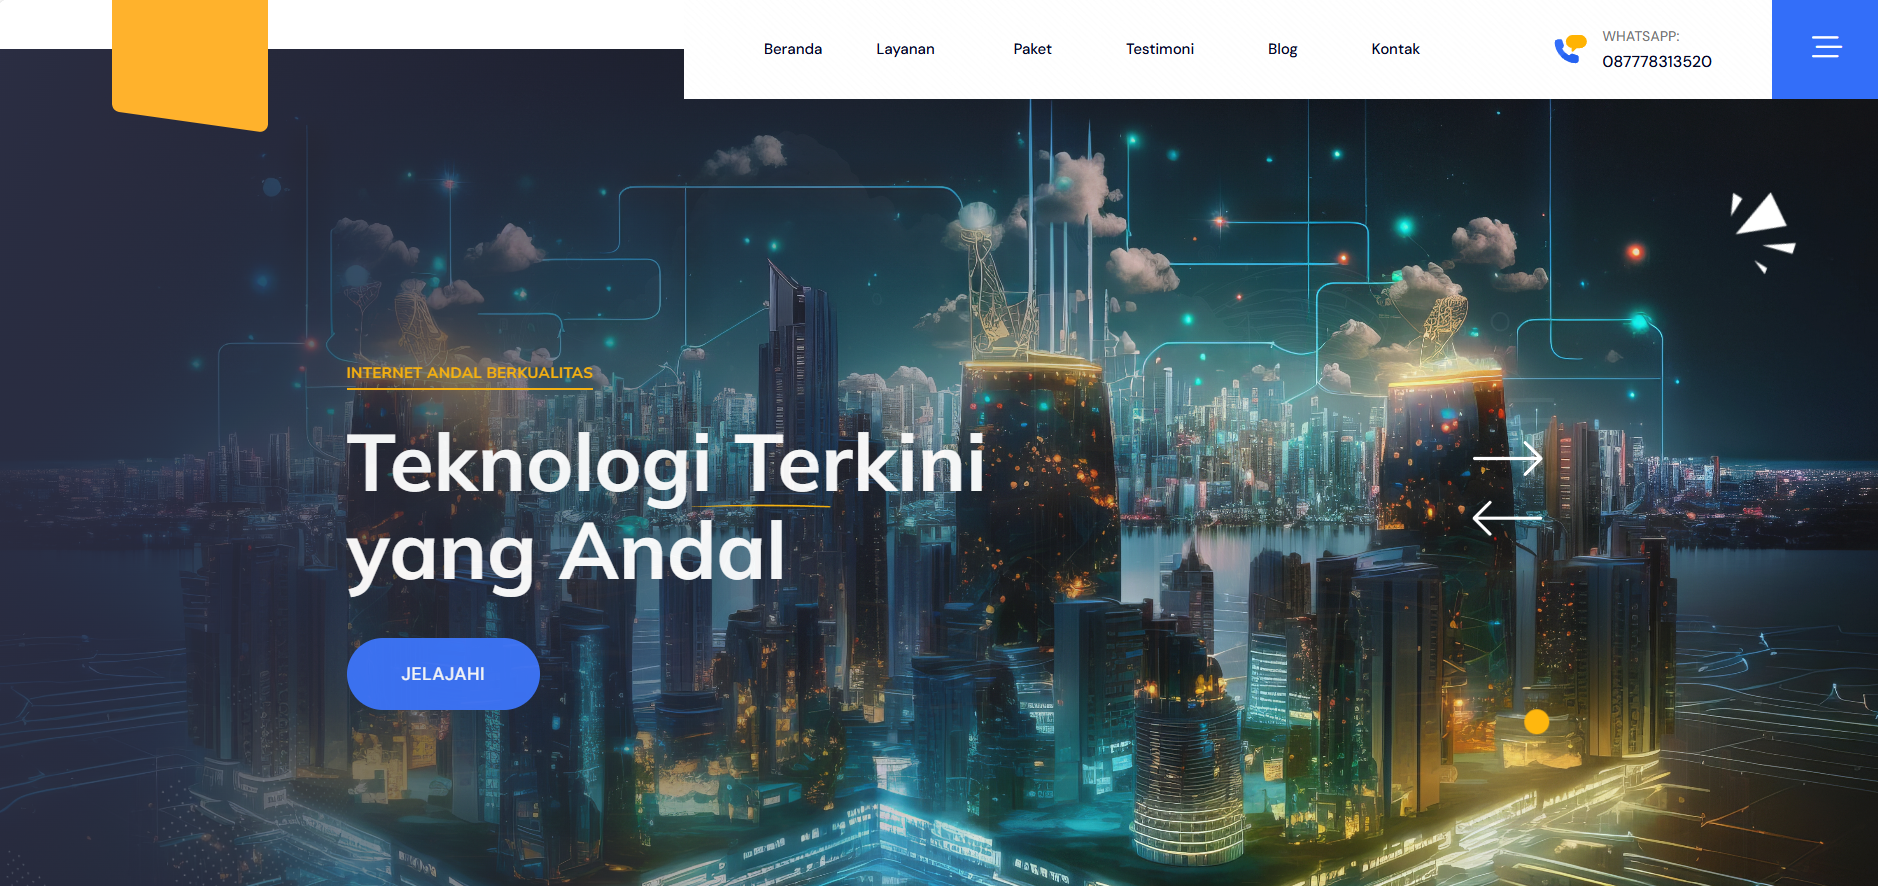 Beranda Layanan Paket Testimoni Blog Kontak
WHATSAPP:
087778313520
INTERNET ANDAL BERKUALITAS
Teknologi Terkini
yang Andal
JELAJAHI